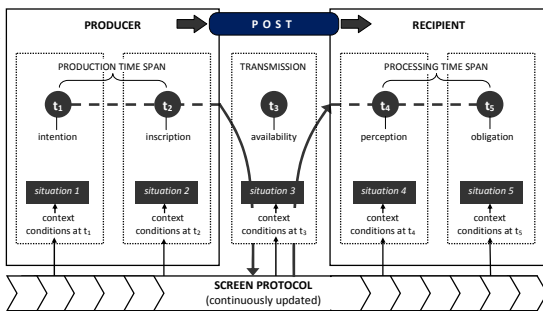 PRODUCER
POST
RECIPIENT
PRODUCTION TIME SPAN
TRANSMISSION
PROCESSING TIME SPAN
t₁
t₂
t₃
t₄
t₅
intention
inscription
availability
perception
obligation
situation 1
situation 2
situation 3
situation 4
situation 5
context
conditions at t₁
context
conditions at t₂
context
conditions at t₃
context
conditions at t₄
context
conditions at t₅
SCREEN PROTOCOL
(continuously updated)